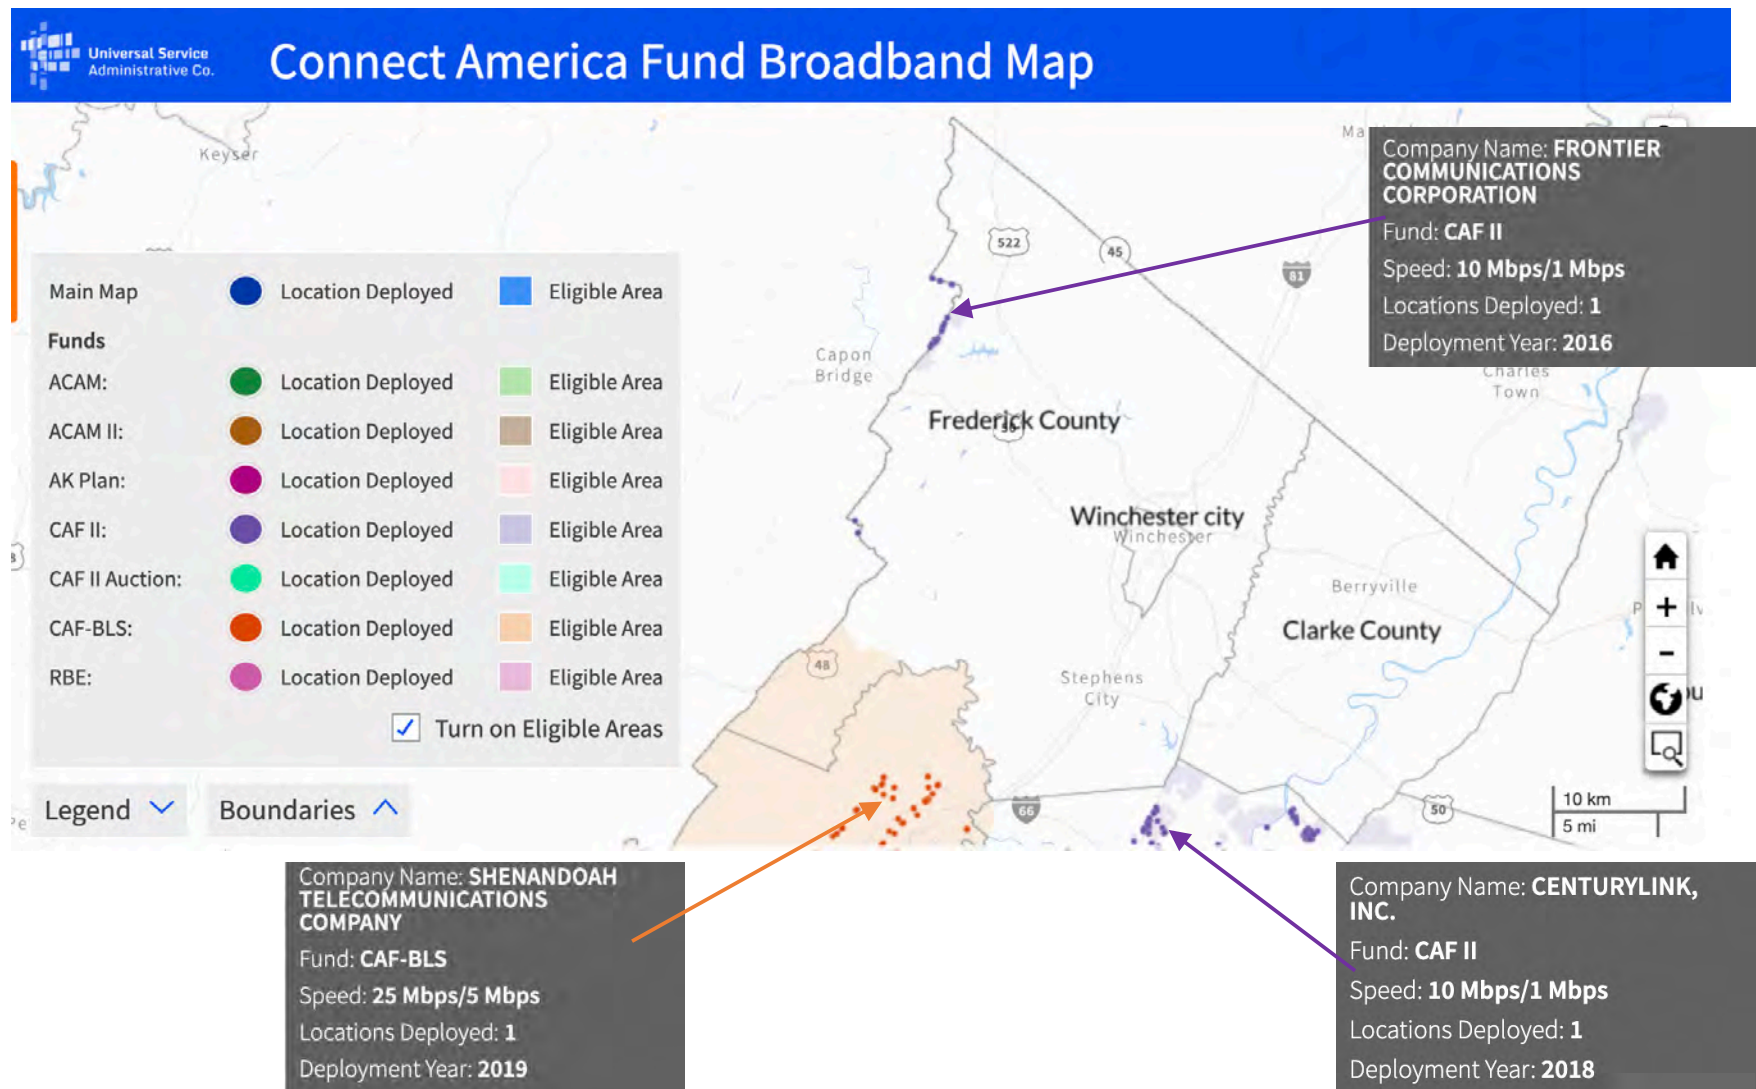 Universal Service
Administrative Co.
Connect America Fund Broadband Map
Keyser
Company Name: FRONTIER
COMMUNICATIONS
CORPORATION
Fund: CAF II
Speed: 10 Mbps/1 Mbps
Locations Deployed: 1
Deployment Year: 2016
522
45
81
Main Map
Location Deployed
Eligible Area
Funds
ACAM:
Location Deployed
Eligible Area
ACAM II:
Location Deployed
Eligible Area
AK Plan:
Location Deployed
Eligible Area
CAF II:
Location Deployed
Eligible Area
CAF II Auction:
Location Deployed
Eligible Area
CAF-BLS:
Location Deployed
Eligible Area
RBE:
Location Deployed
Eligible Area
Turn on Eligible Areas
Legend
Boundaries
Capon
Bridge
Charles
Town
Frederick County
50
Winchester city
Winchester
Berryville
Clarke County
48
Stephens
City
66
50
10 km
5 mi
Company Name: SHENANDOAH
TELECOMMUNICATIONS
COMPANY
Fund: CAF-BLS
Speed: 25 Mbps/5 Mbps
Locations Deployed: 1
Deployment Year: 2019
Company Name: CENTURYLINK,
INC.
Fund: CAF II
Speed: 10 Mbps/1 Mbps
Locations Deployed: 1
Deployment Year: 2018